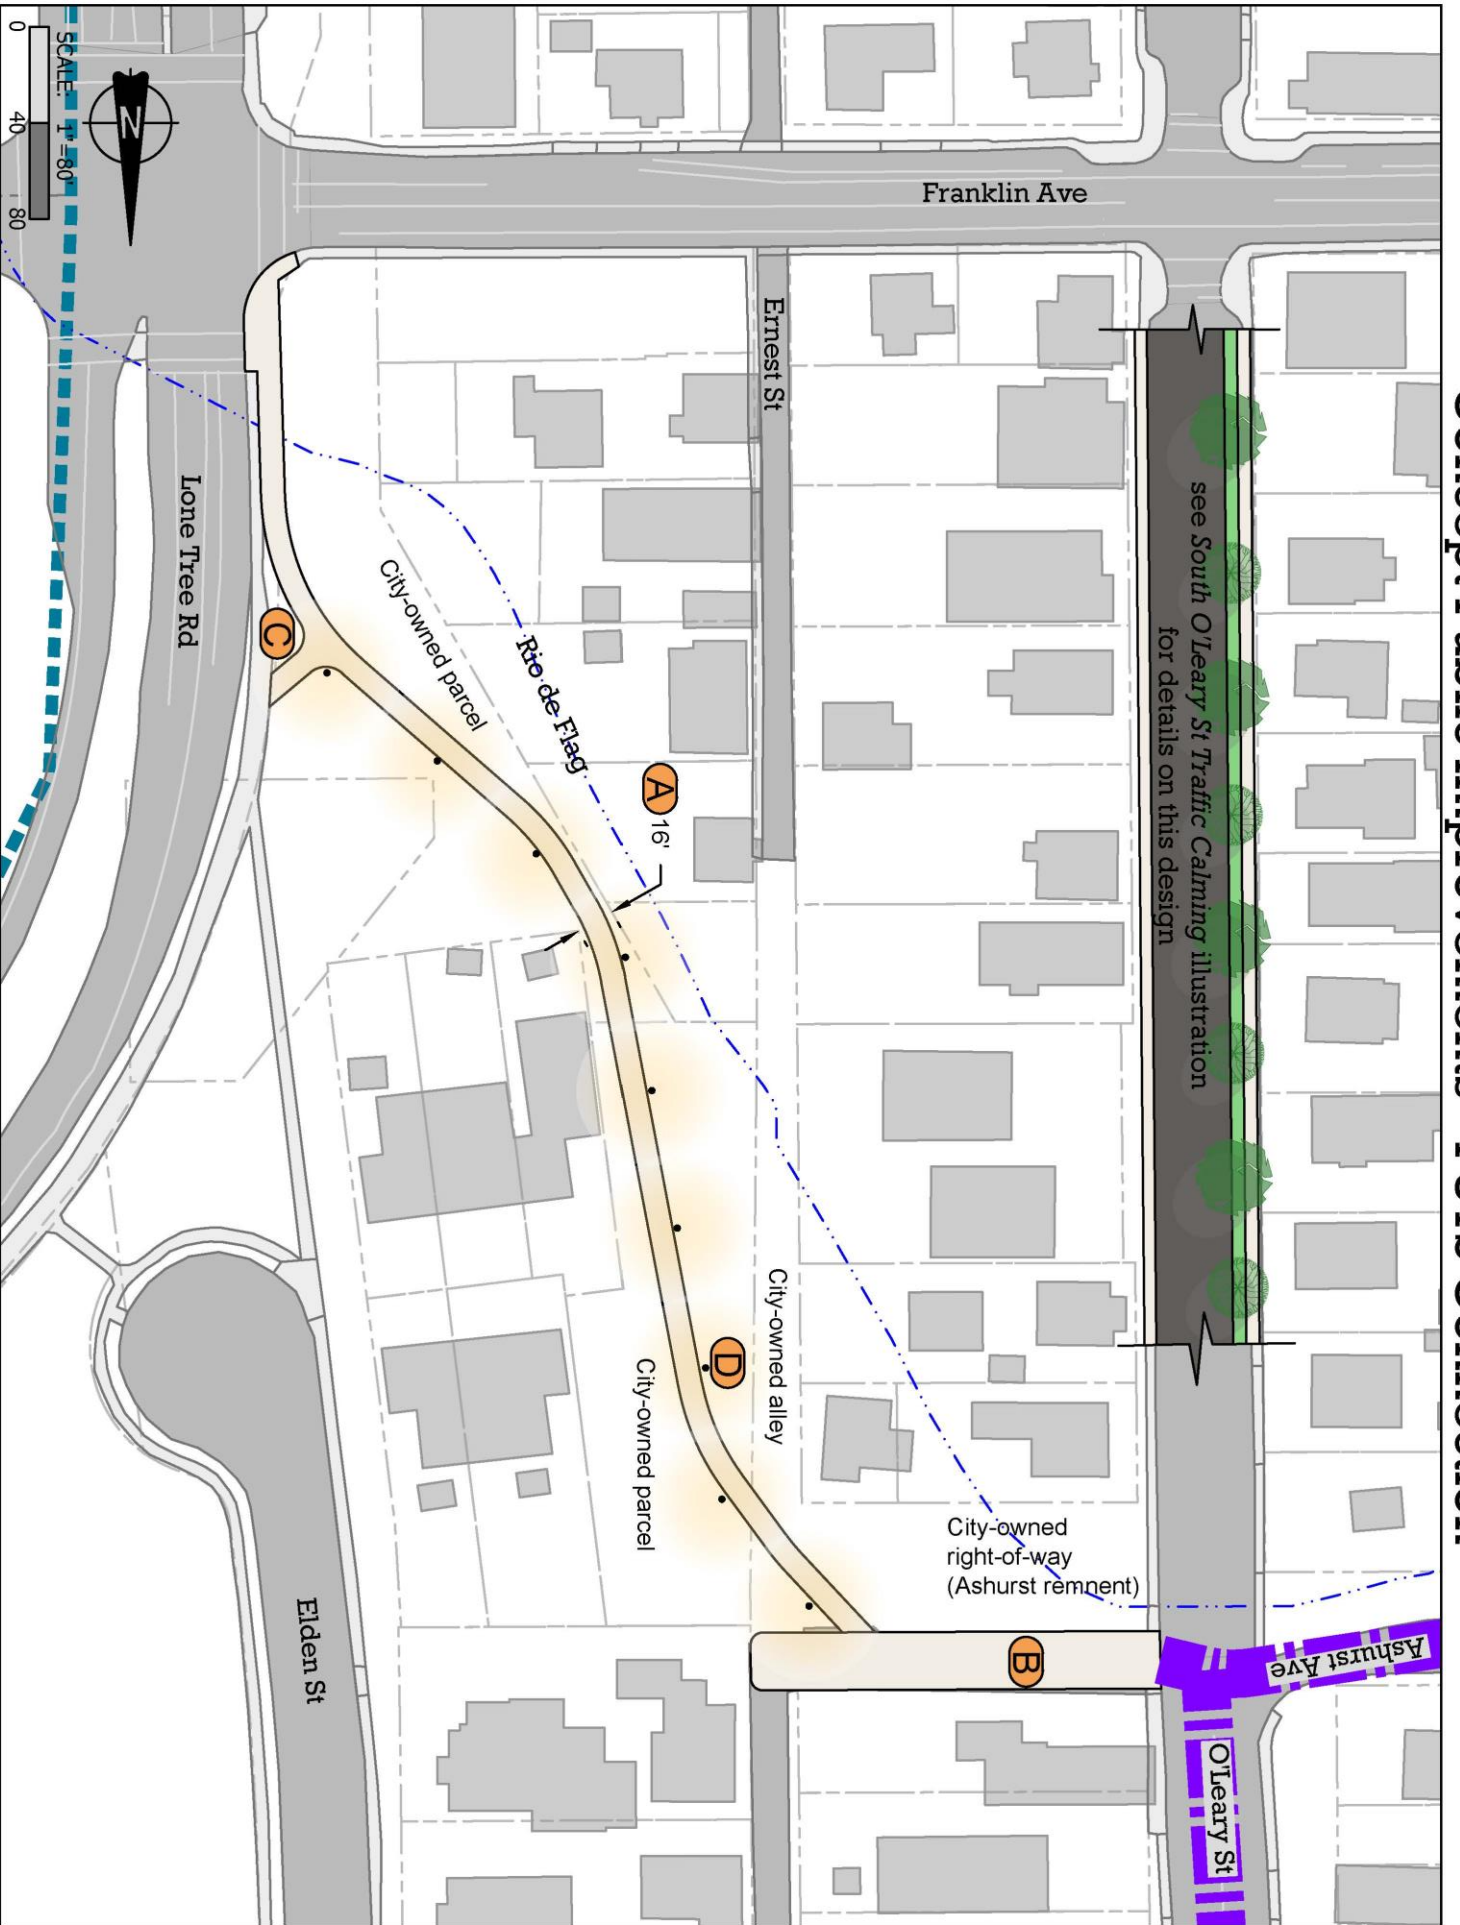 Franklin Ave
SCALE: 1"=80'
0
40
80
N
Ernest St
see South O'Leary St Traffic Calming illustration
for details on this design
Lone Tree Rd
City-owned parcel
Rio de Flag
C
A
16'
City-owned alley
D
City-owned parcel
City-owned
right-of-way
(Ashurst remnent)
B
Ashurst Ave
O'Leary St
Elden St